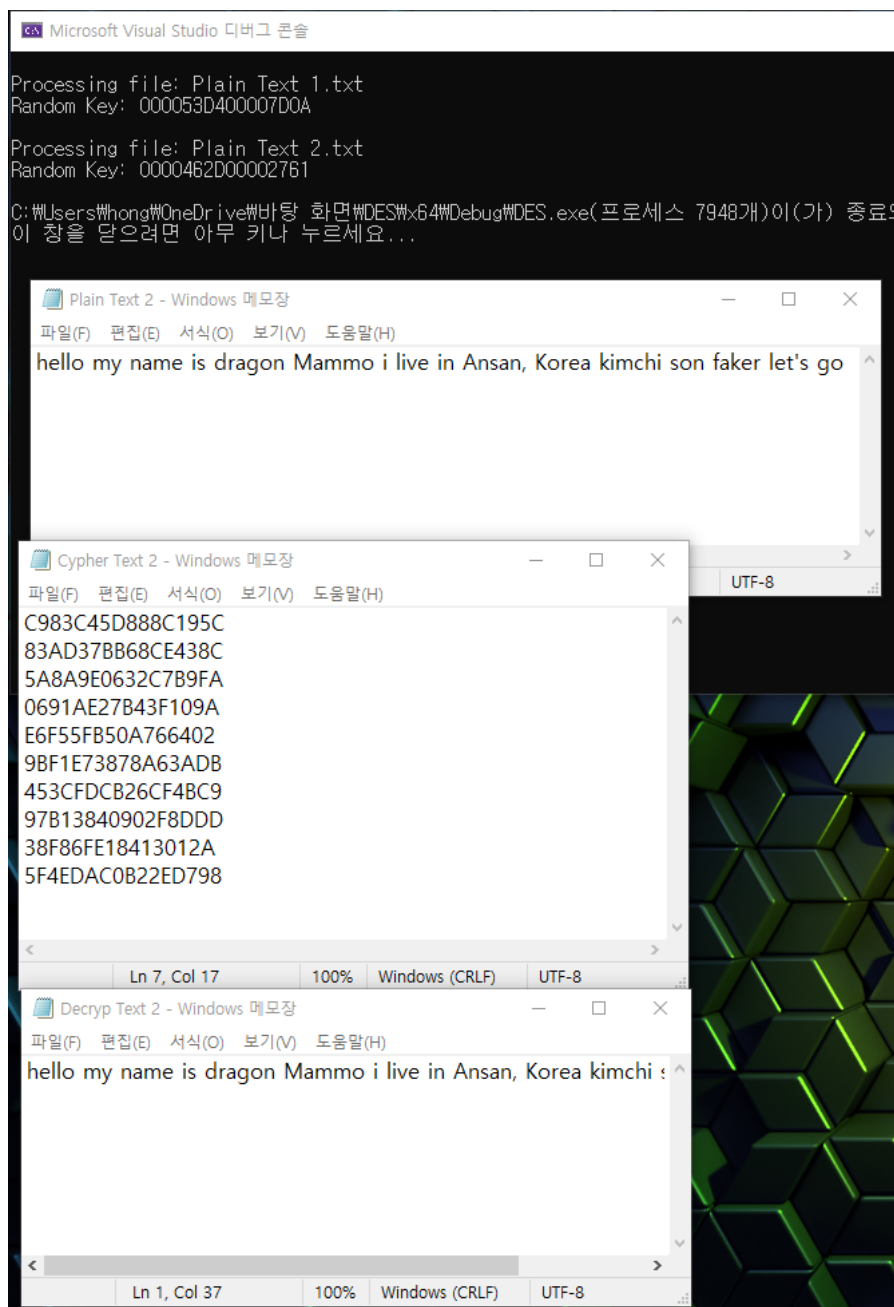 Microsoft Visual Studio 디버그 콘솔
Processing file: Plain Text 1.txt
Random Key: 000053D400007D0A
Processing file: Plain Text 2.txt
Random Key: 0000462D00002761
C:₩Users₩hong₩OneDrive₩바탕 화면₩DES₩x64₩Debug₩DES.exe(프로세스 7948개)이(가)
이 창을 닫으려면 아무 키나 누르세요...
Plain Text 2 - Windows 메모장
파일(F) 편집(E) 서식(O) 보기(V) 도움말(H)
hello my name is dragon Mammo i live in Ansan, Korea kimchi son faker let's go
UTF-8
Cypher Text 2 - Windows 메모장
파일(F) 편집(E) 서식(O) 보기(V) 도움말(H)
C983C45D888C195C
83AD37BB68CE438C
5A8A9E0632C7B9FA
0691AE27B43F109A
E6F55FB50A766402
9BF1E73878A63ADB
453CFDCB26CF4BC9
97B13840902F8DDD
38F86FE18413012A
5F4EDAC0B22ED798
Ln 7, Col 17 100% Windows (CRLF) UTF-8
Decryp Text 2 - Windows 메모장
파일(F) 편집(E) 서식(O) 보기(V) 도움말(H)
hello my name is dragon Mammo i live in Ansan, Korea kimchi
Ln 1, Col 37 100% Windows (CRLF) UTF-8